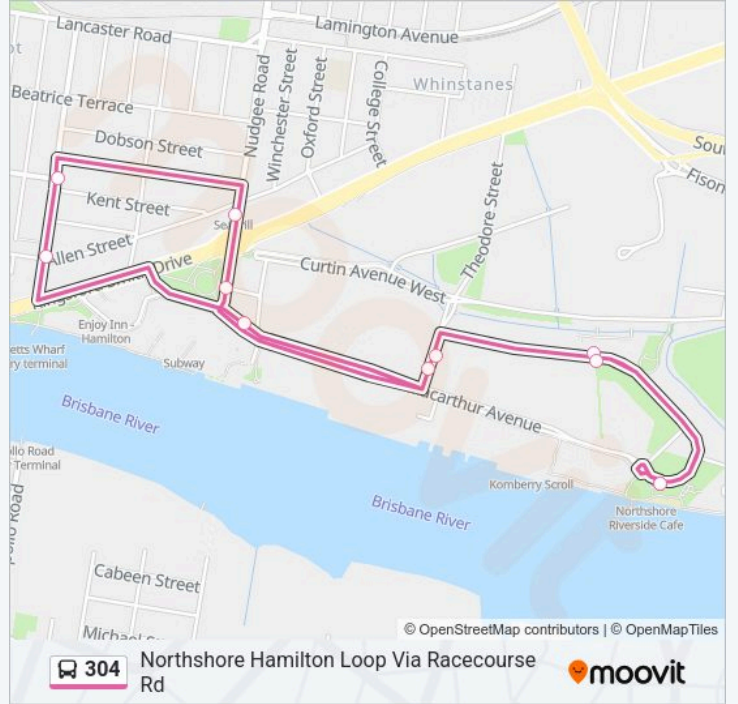 Lancaster Road
Lamington Avenue
Whinstanes
Beatrice Terrace
Nudgee Road
Winchester Street
Oxford Street
College Street
Dobson Street
Kent Street
Allen Street
Drive
Curtin Avenue West
Theodore Street
Enjoy Inn -
Hamilton
Subway
Brisbane River
carthur Avenue
Komberry Scroll
Northshore
Riverside Cafe
Brisbane River
Terminal
Cabeen Street
© OpenStreetMap contributors | © OpenMapTiles
304
Northshore Hamilton Loop Via Racecourse
Rd
moovit